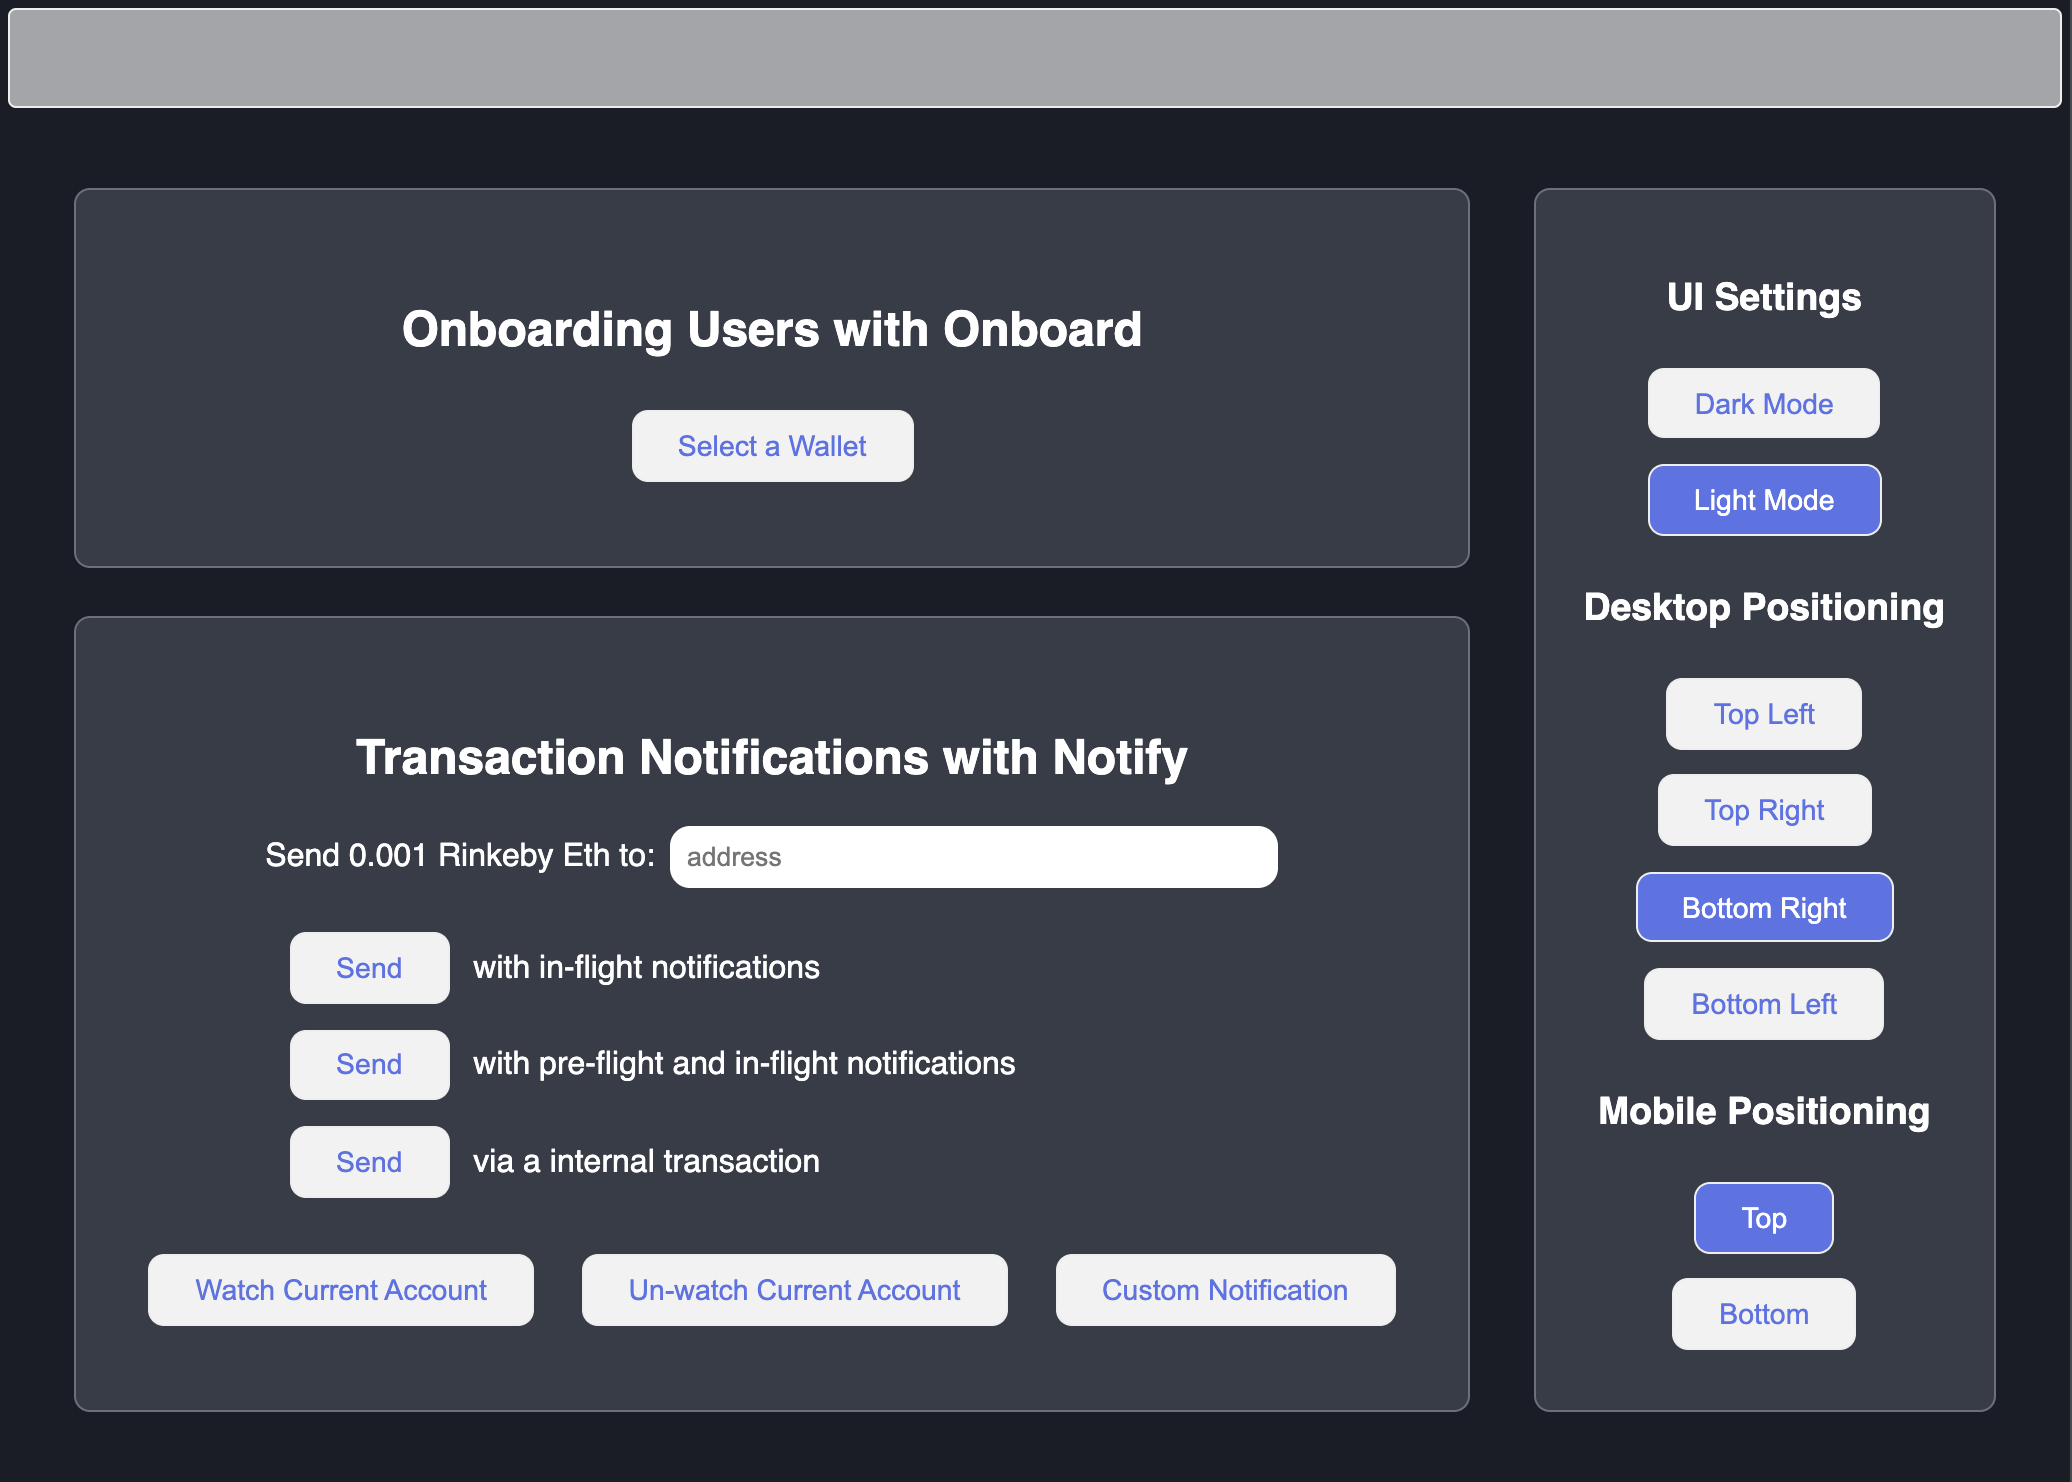 Onboarding Users with Onboard
Select a Wallet
Transaction Notifications with Notify
Send 0.001 Rinkeby Eth to: address
Send with in-flight notifications
Send with pre-flight and in-flight notifications
Send via a internal transaction
Watch Current Account Un-watch Current Account Custom Notification
UI Settings
Dark Mode
Light Mode
Desktop Positioning
Top Left
Top Right
Bottom Right
Bottom Left
Mobile Positioning
Top
Bottom